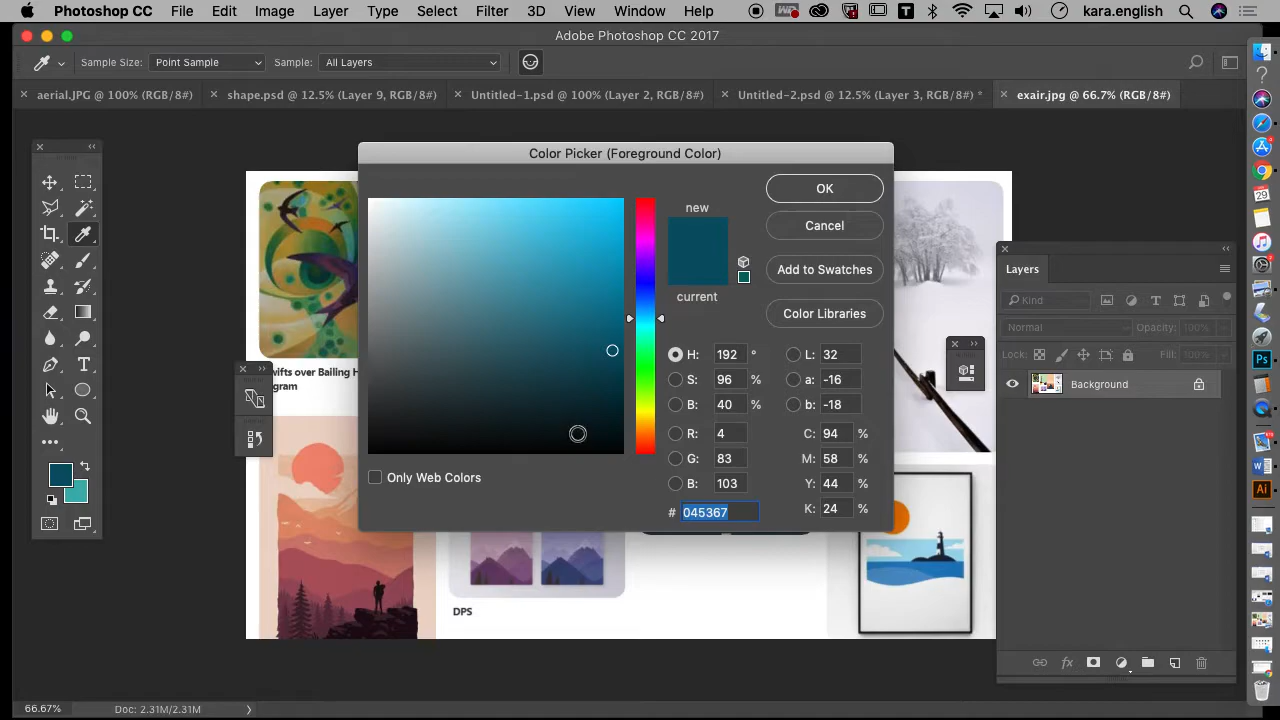 Photoshop CC File Edit Image Layer Type Select Filter 3D View Window Help kara.english
Adobe Photoshop CC 2017
Sample Size: Point Sample Sample: All Layers
aerial.JPG @ 100% (RGB/8#) shape.psd @ 12.5% (Layer 9, RGB/8#) Untitled-1.psd @ 100% (Layer 2, RGB/8#) Untitled-2.psd @ 12.5% (Layer 3, RGB/8#) * exair.jpg @ 66.7% (RGB/8#)
Color Picker (Foreground Color)
new
current
OK
Cancel
Add to Swatches
Color Libraries
H: 192 °
S: 96 %
B: 40 %
R: 4
G: 83
B: 103
# 045367
L: 32
a: -16
b: -18
C: 94 %
M: 58 %
Y: 44 %
K: 24 %
Only Web Colors
wifts over Bailing H
gram
DPS
Layers
Kind
Normal Opacity: 100%
Lock: Fill: 100%
Background
66.67% Doc: 2.31M/2.31M
29
Ps
W
Ai